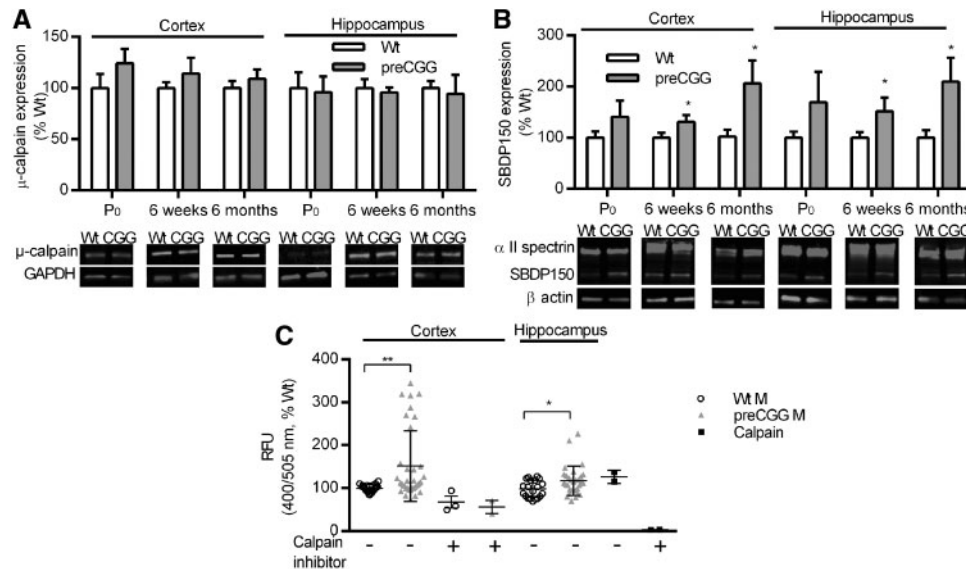 A
Cortex
Hippocampus
Wt
preCGG
μ-calpain expression
(% Wt)
150
100
50
0
P0
6 weeks
6 months
P0
6 weeks
6 months
Wt CGG
Wt CGG
Wt CGG
Wt CGG
Wt CGG
Wt CGG
μ-calpain
GAPDH
B
Cortex
Hippocampus
Wt
preCGG
SBDP150 expression
(% Wt)
300
200
100
0
*
*
*
*
P0
6 weeks
6 months
P0
6 weeks
6 months
Wt CGG
Wt CGG
Wt CGG
Wt CGG
Wt CGG
Wt CGG
α II spectrin
SBDP150
β actin
C
Cortex
Hippocampus
RFU
(400/505 nm, % Wt)
400
300
200
100
0
**
*
Wt M
preCGG M
Calpain
Calpain
inhibitor
- - + + - - - +